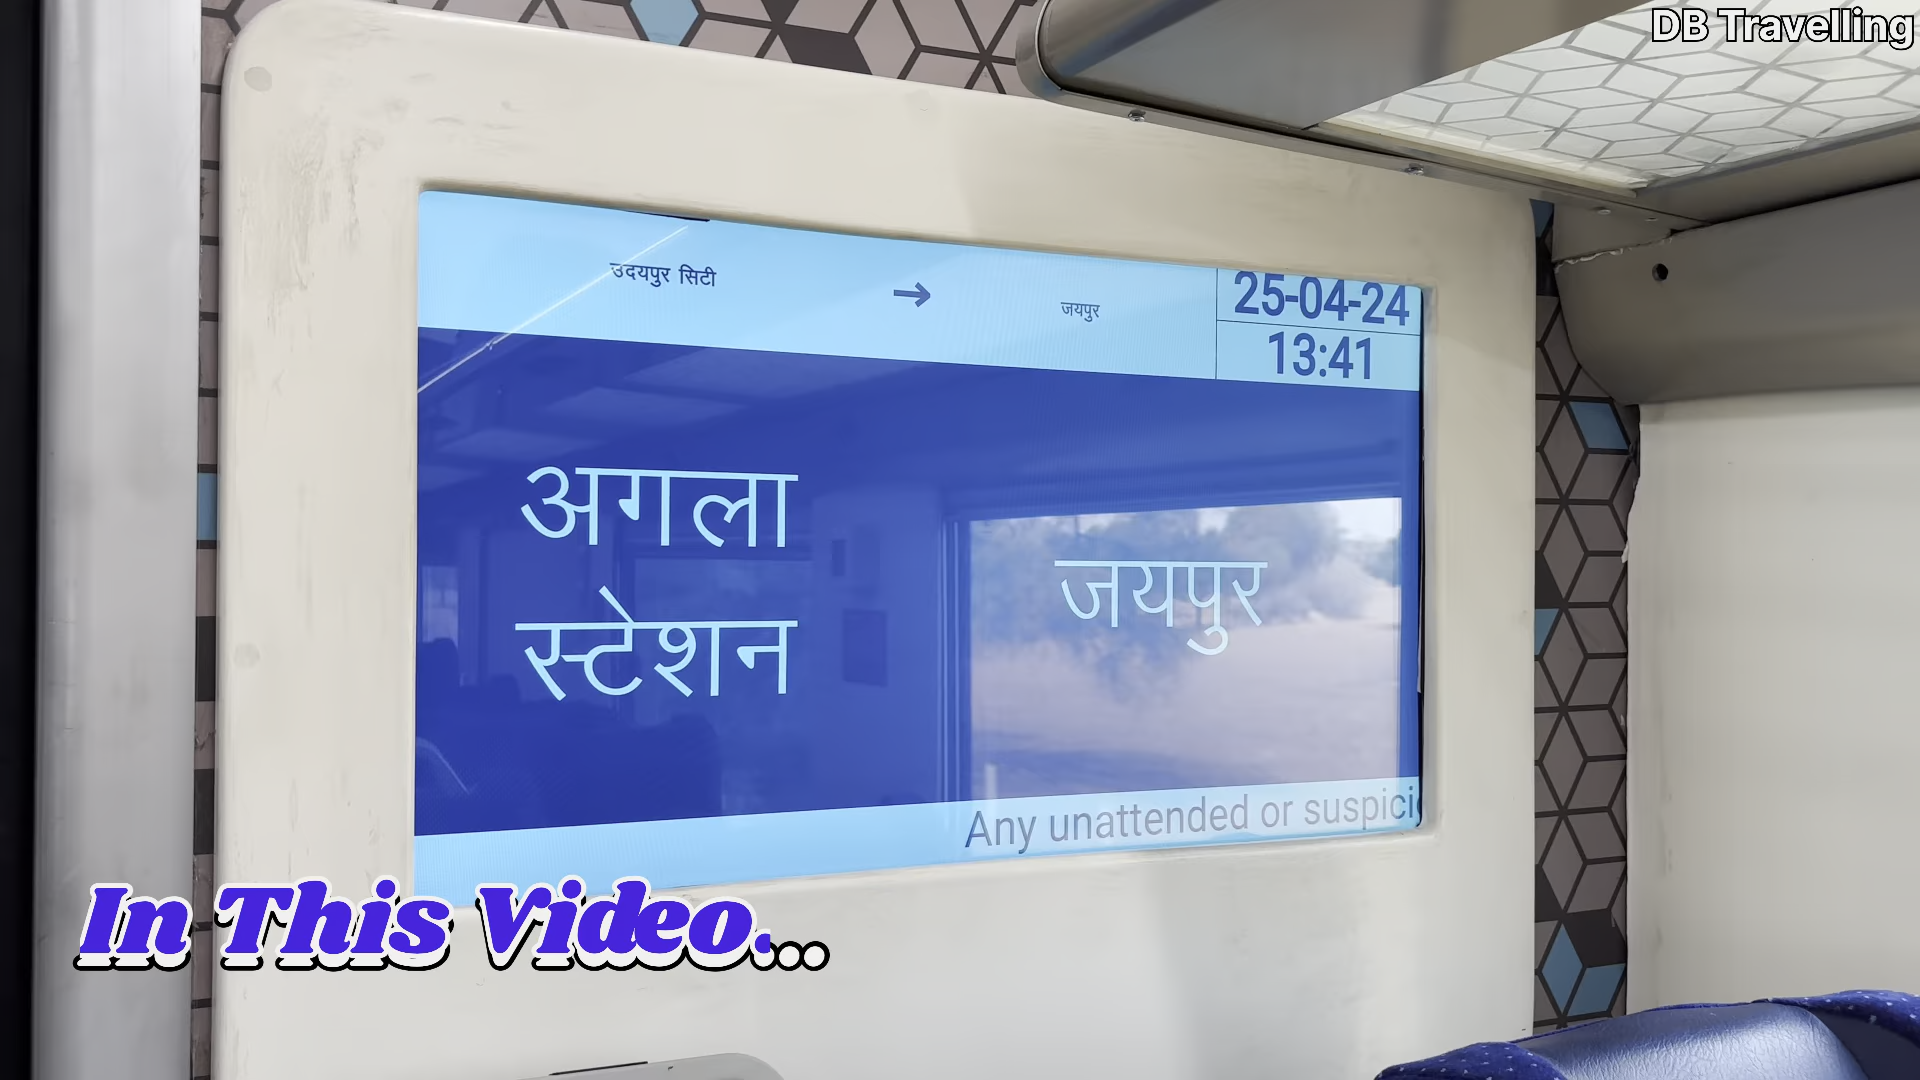 DB Travelling
उदयपुर सिटी → जयपुर
25-04-24
13:41
अगला
स्टेशन
जयपुर
Any unattended or suspici
In This Video...